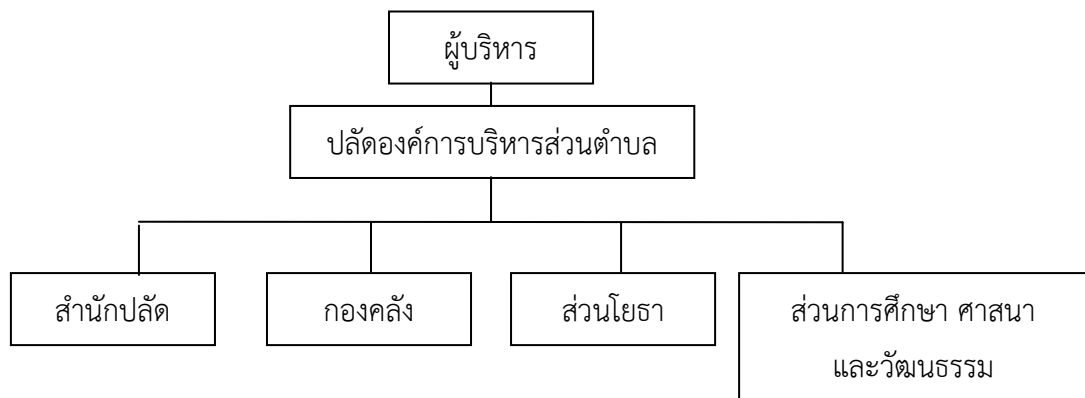 ผู้บริหาร
ปลัดองค์การบริหารส่วนตำบล
สำนักปลัด
กองคลัง
ส่วนโยธา
ส่วนการศึกษา ศาสนา
และวัฒนธรรม